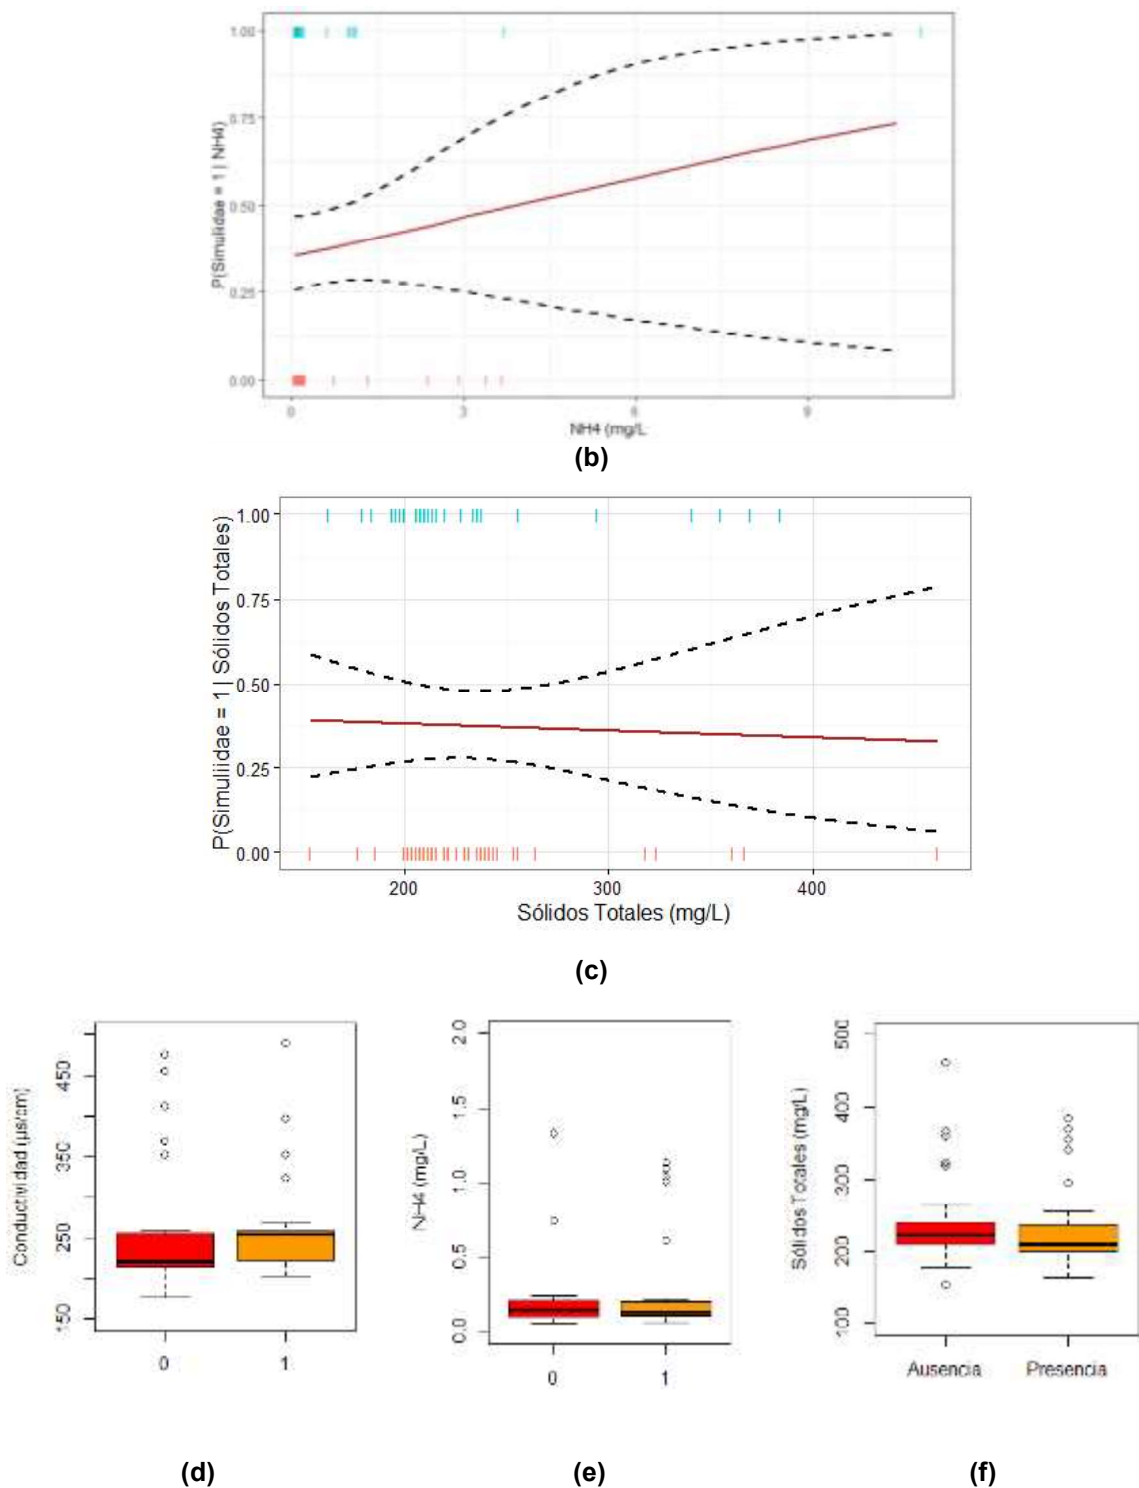 1.00
0.75
0.50
0.25
0.00
P(Simuliidae = 1 | NH4)
0
3
6
9
NH4 (mg/L
(b)
1.00
0.75
0.50
0.25
0.00
P(Simuliidae = 1 | Sólidos Totales)
200
300
400
Sólidos Totales (mg/L)
(c)
Conductividad (µs/cm)
450
350
250
150
0
1
NH4 (mg/L)
2.0
1.5
1.0
0.5
0.0
0
1
Sólidos Totales (mg/L)
500
400
300
200
100
Ausencia
Presencia
(d)
(e)
(f)